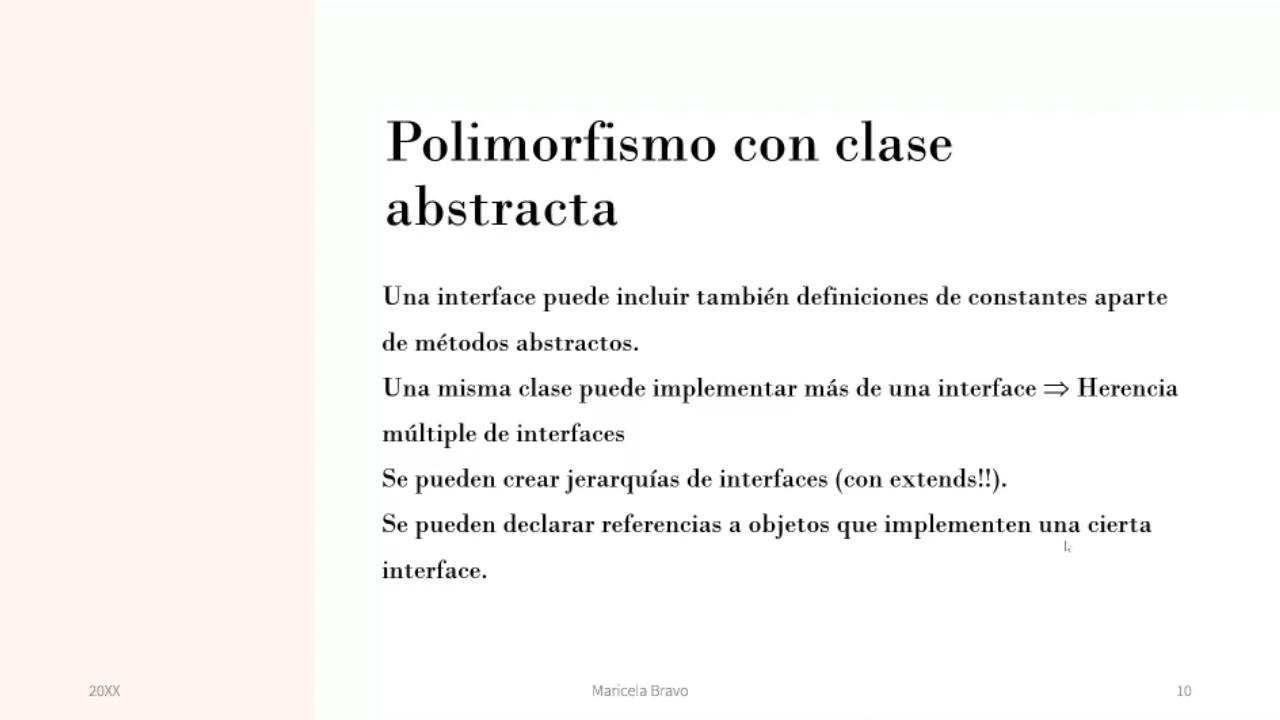 Polimorfismo con clase
abstracta
Una interface puede incluir también definiciones de constantes aparte
de métodos abstractos.
Una misma clase puede implementar más de una interface ⇒ Herencia
múltiple de interfaces
Se pueden crear jerarquías de interfaces (con extends!!).
Se pueden declarar referencias a objetos que implementen una cierta
interface.
20XX
Maricela Bravo
10